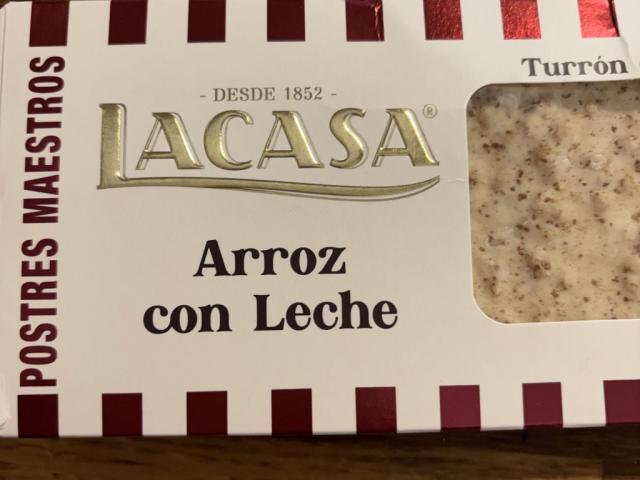 POSTRES MAESTROS
- DESDE 1852 -
LACASA®
Arroz
con Leche
Turrón